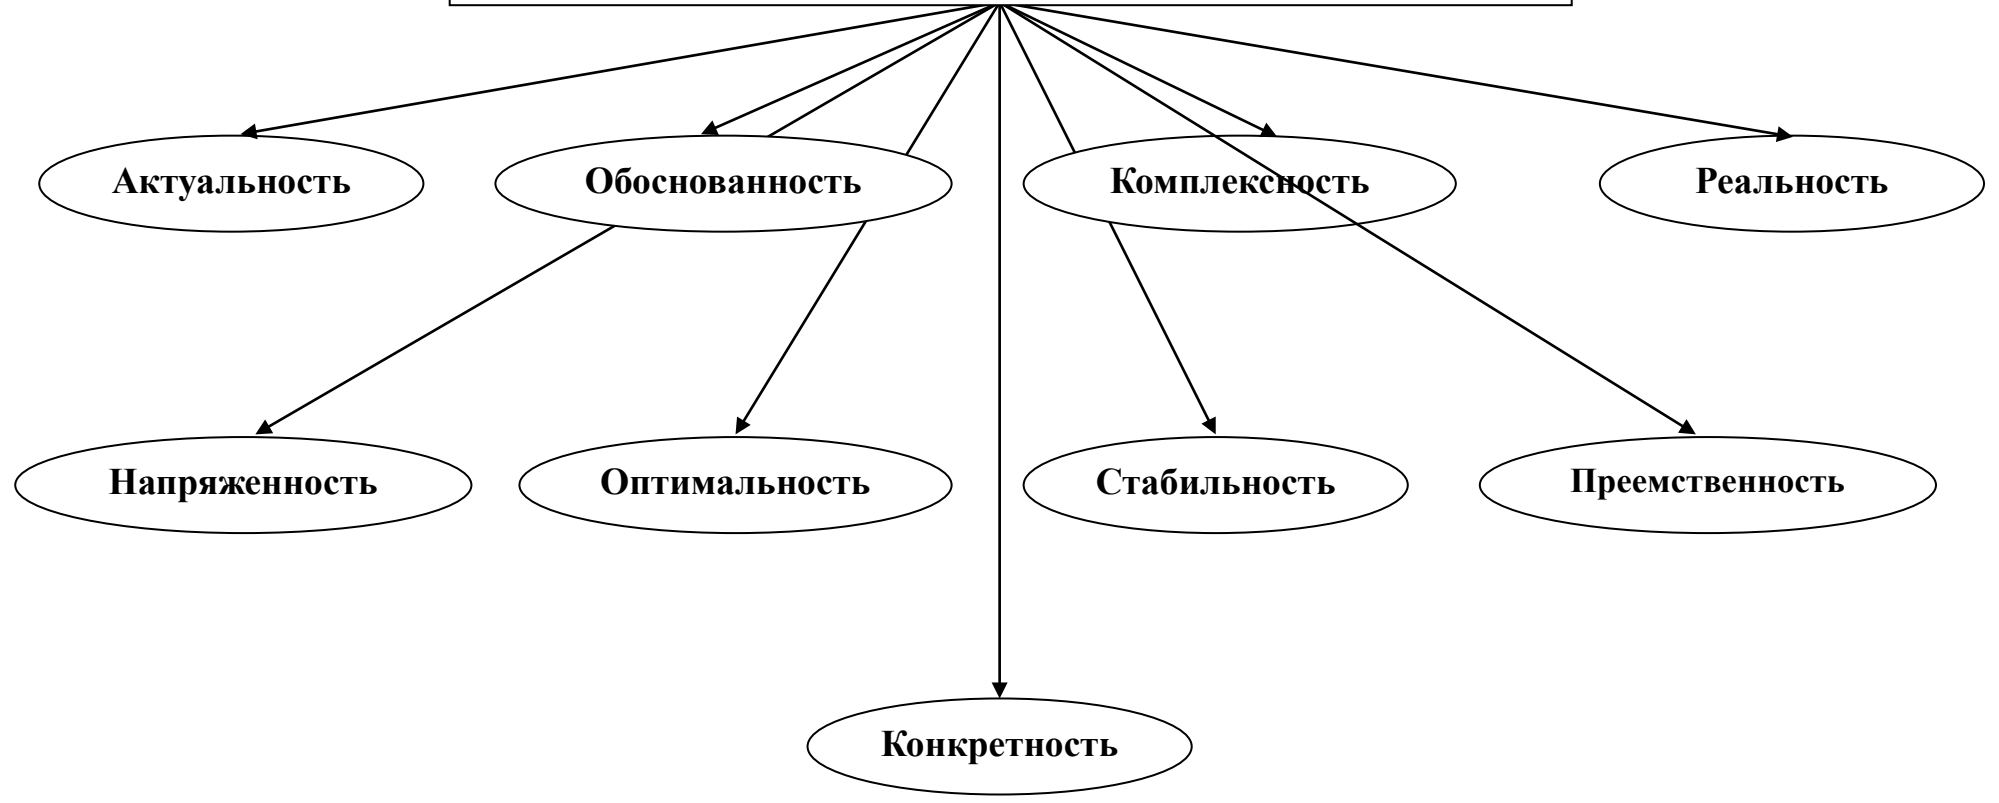 Актуальность
Обоснованность
Комплексность
Реальность
Напряженность
Оптимальность
Стабильность
Преемственность
Конкретность